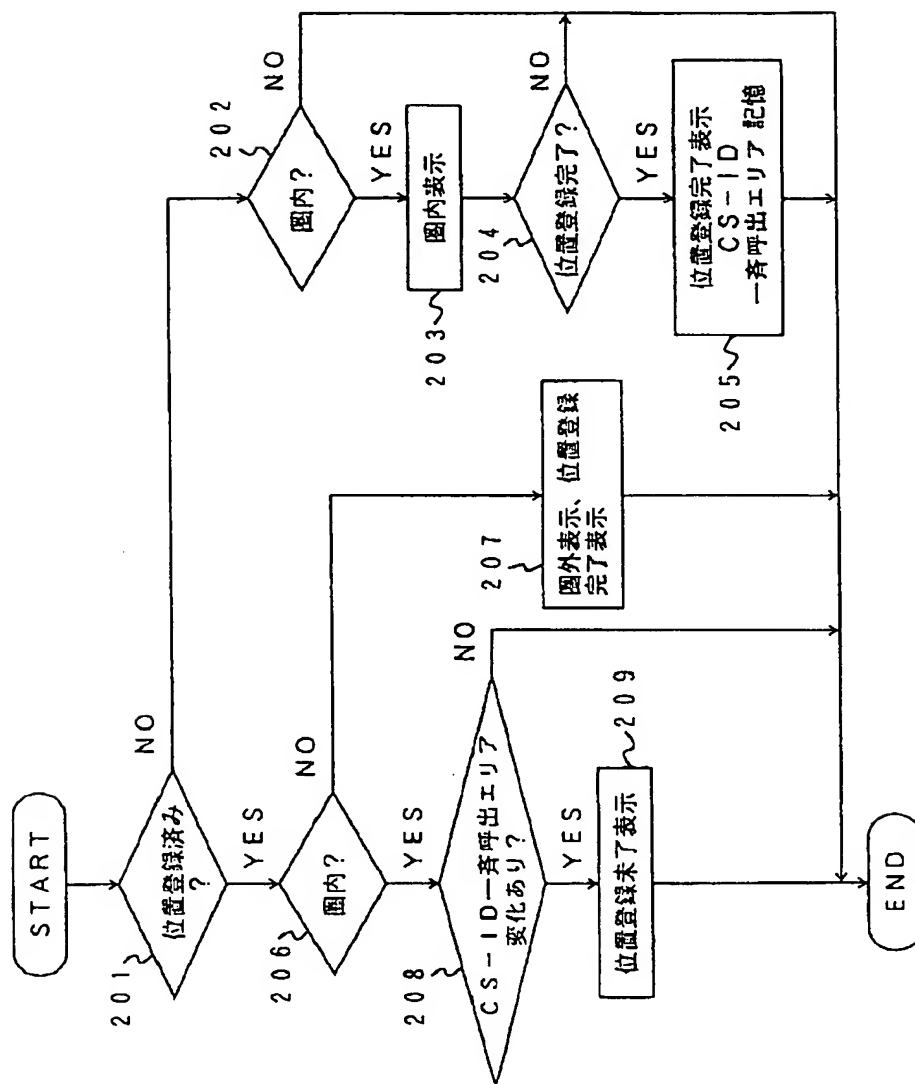 START
201
位置登録済み
?
NO
YES
202
圏内?
NO
YES
203
圏内表示
204
位置登録完了?
NO
YES
205
位置登録完了表示
CS-ID
一斉呼出エリア 記憶
206
圏内?
NO
YES
207
圏外表示、位置登録
完了表示
208
CS-ID一斉呼出エリア
変化あり?
NO
YES
209
位置登録未了表示
END